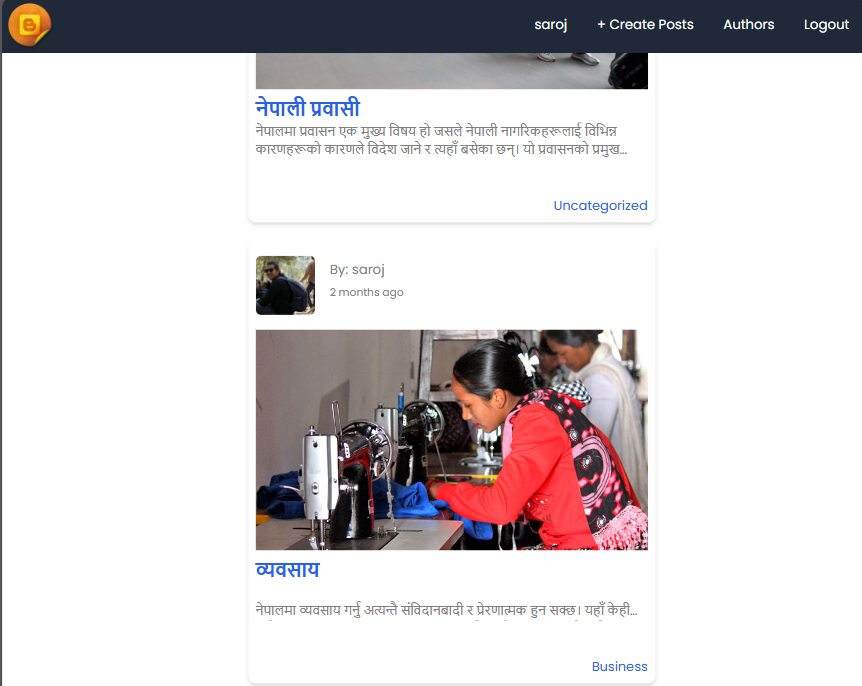 saroj
+ Create Posts
Authors
Logout
नेपाली प्रवासी
नेपालमा प्रवासन एक मुख्य विषय हो जसले नेपाली नागरिकहरूलाई विभिन्न
कारणहरूको कारणले विदेश जाने र त्यहाँ बसेका छन्। यो प्रवासनको प्रमुख...
Uncategorized
By: saroj
2 months ago
व्यवसाय
नेपालमा व्यवसाय गर्नु अत्यन्तै संविदानबादी र प्रेरणात्मक हुन सक्छ। यहाँ केही...
Business